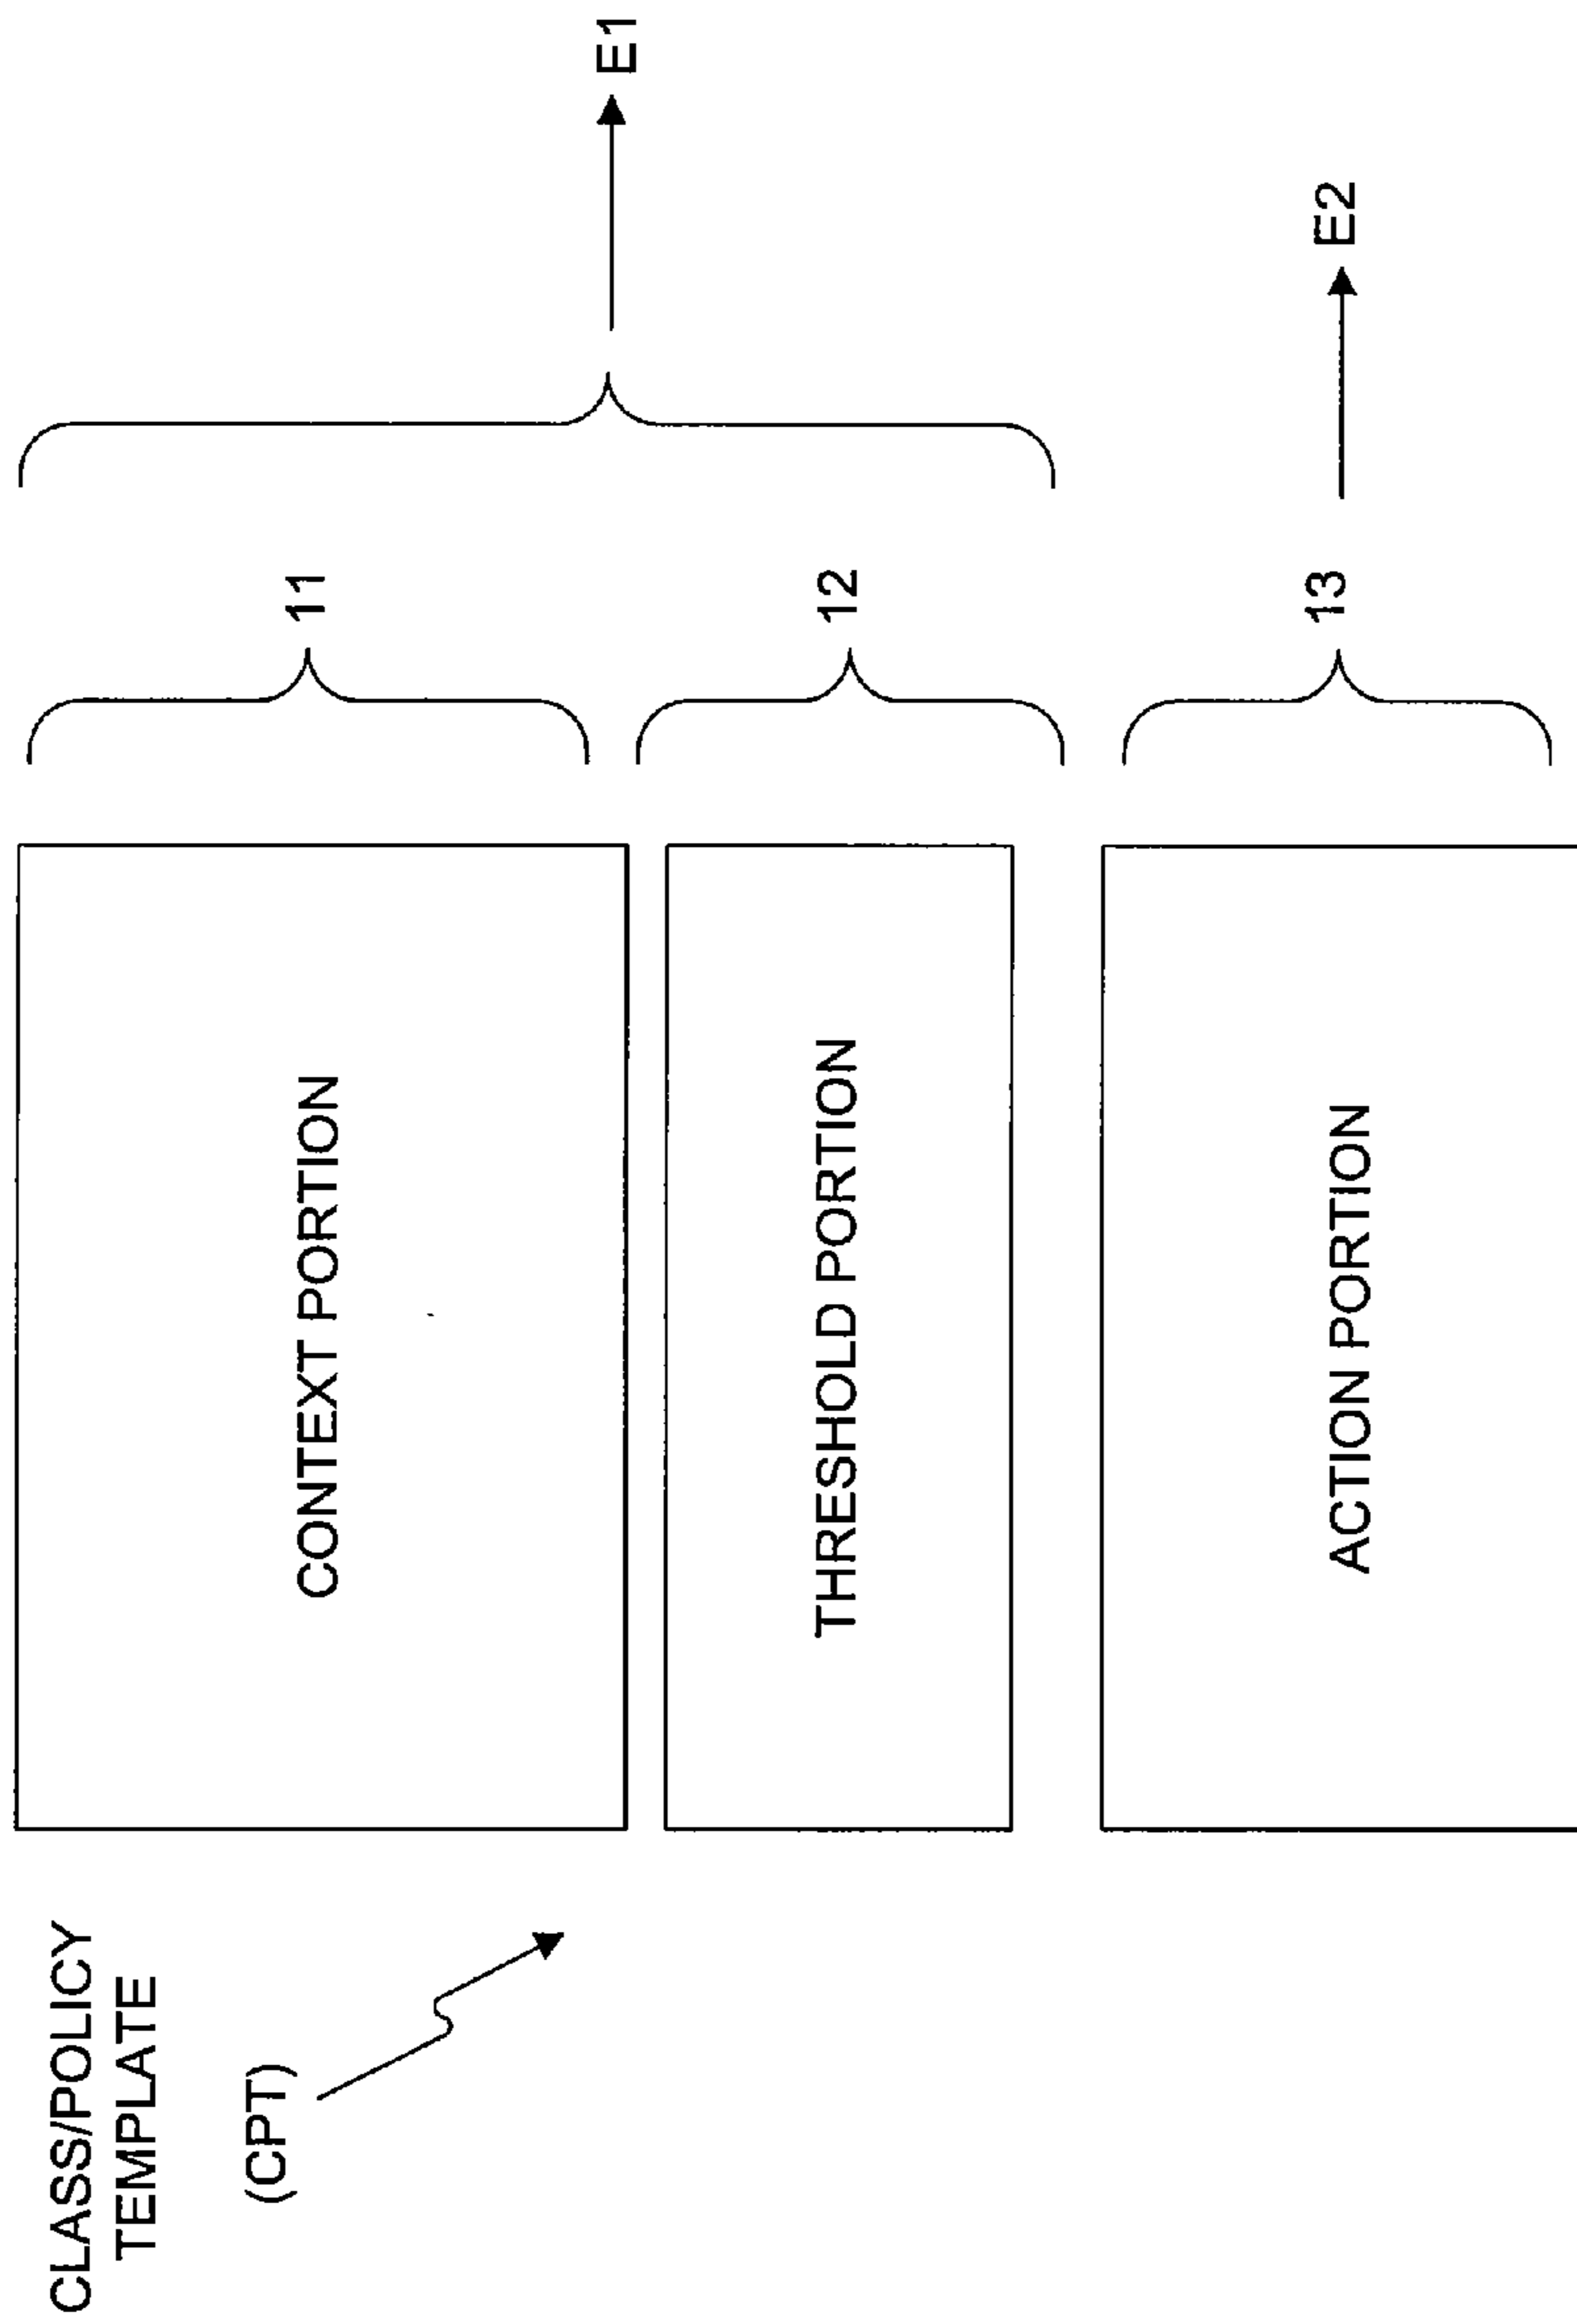 CLASS/POLICY
TEMPLATE
(CPT)
CONTEXT PORTION
11
E1
THRESHOLD PORTION
12
ACTION PORTION
13
E2